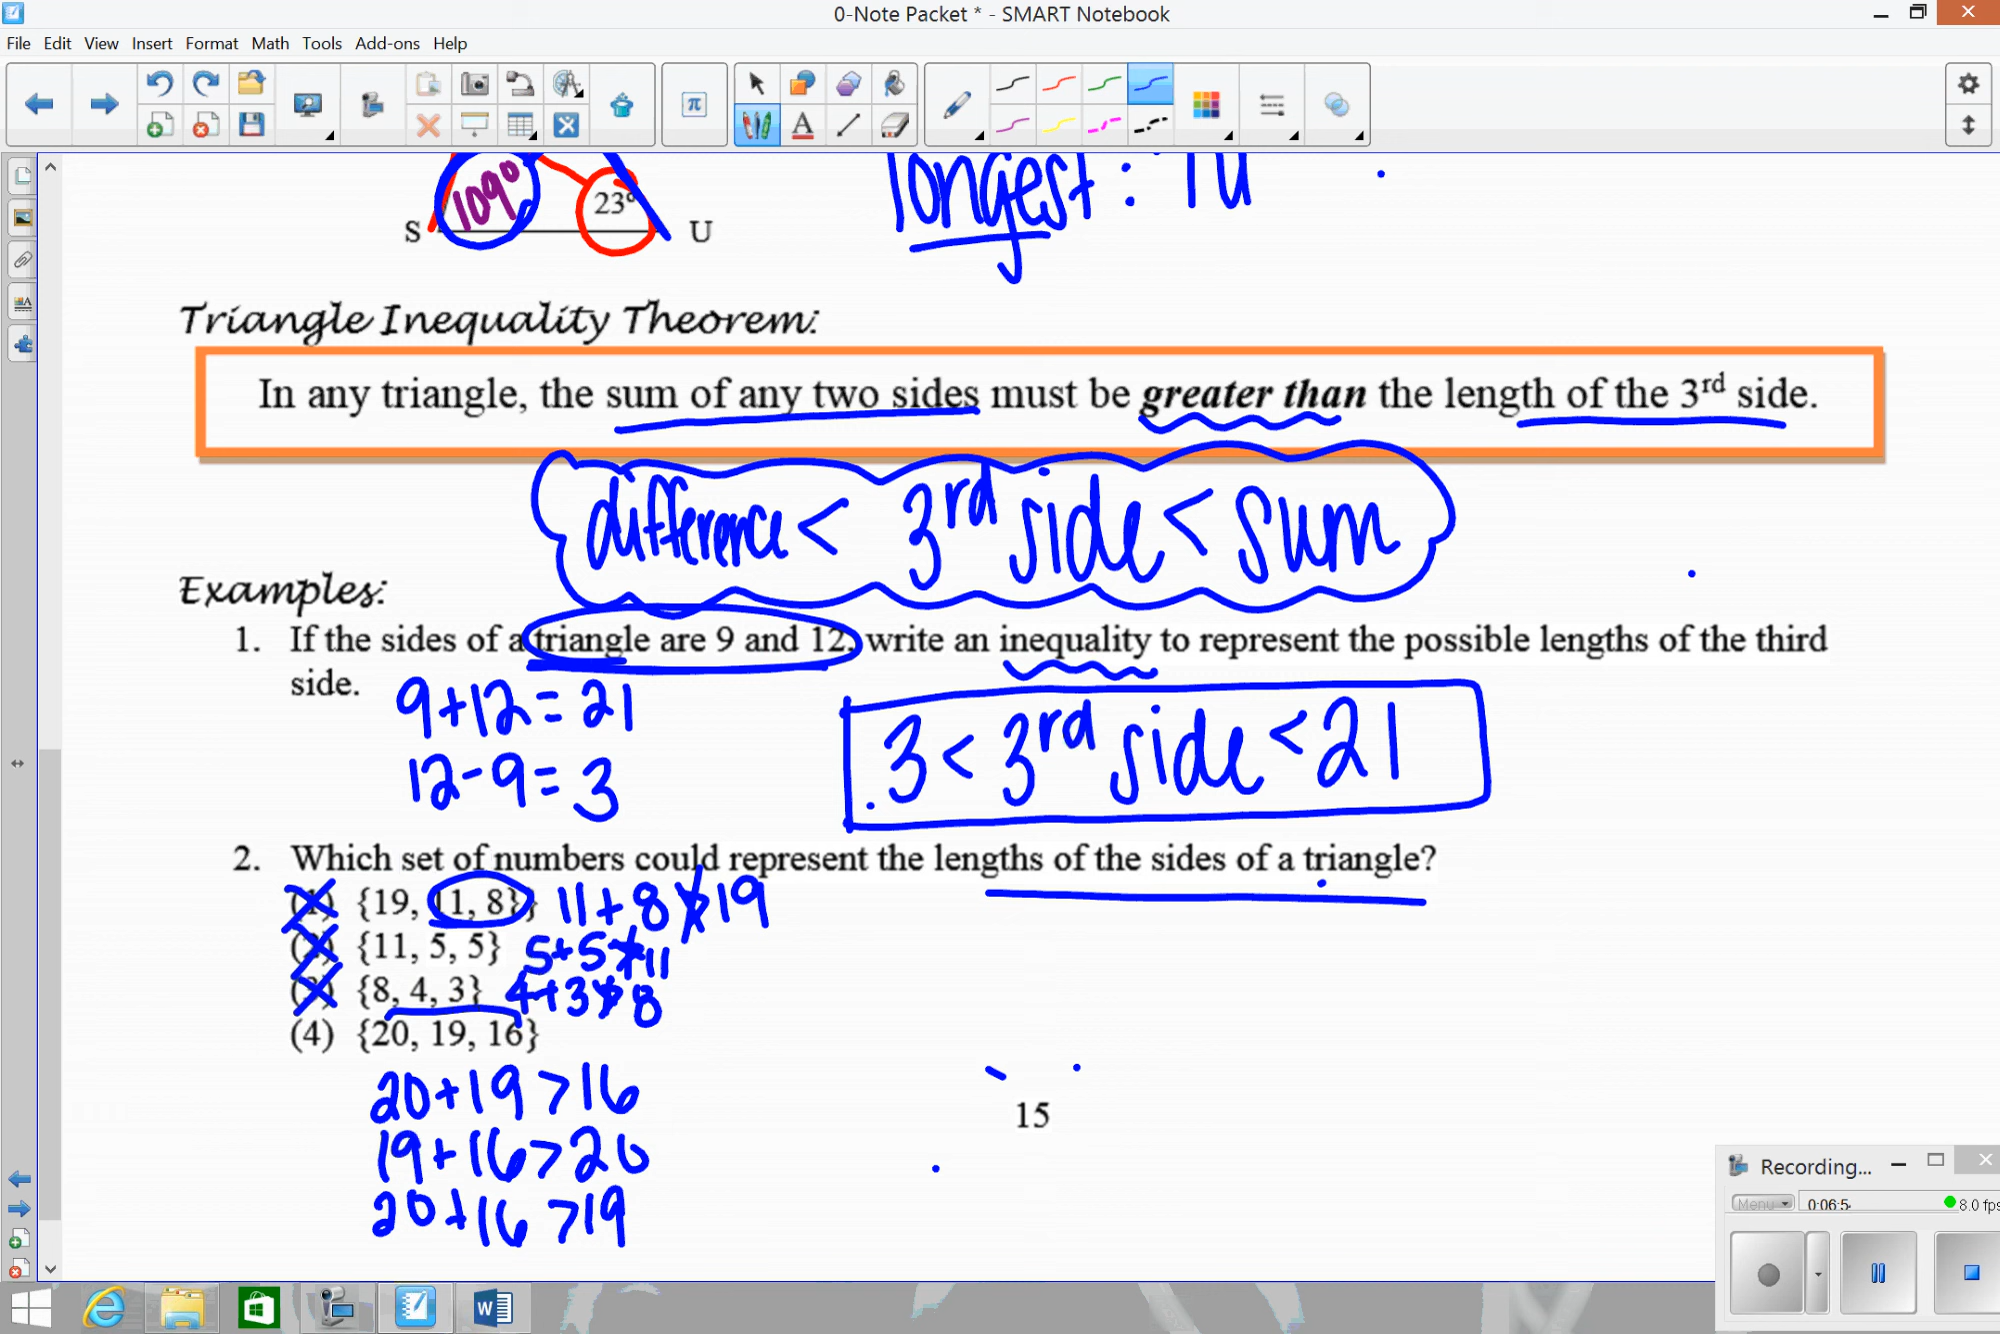 0-Note Packet * - SMART Notebook
File Edit View Insert Format Math Tools Add-ons Help
109°
23°
S
U
longest:
Triangle Inequality Theorem:
In any triangle, the sum of any two sides must be greater than the length of the 3rd side.
difference < 3rd side < sum
Examples:
1. If the sides of a triangle are 9 and 12, write an inequality to represent the possible lengths of the third
side.
9+12=21
12-9=3
3 < 3rd side < 21
2. Which set of numbers could represent the lengths of the sides of a triangle?
(1) {19, 11, 8} 11+8≯19
(2) {11, 5, 5} 5+5≯11
(3) {8, 4, 3} 4+3≯8
(4) {20, 19, 16}
20+19>16
19+16>20
20+16>19
15
Recording...
Menu
0:06:5
8.0 fps